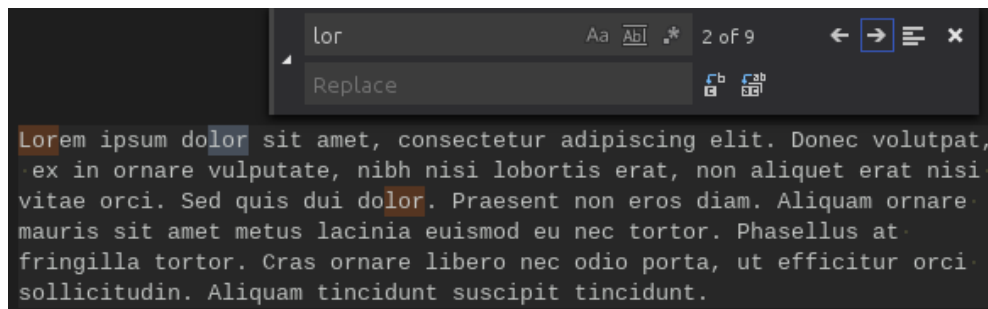 lor Aa Abl .* 2 of 9
Replace
Lorem ipsum dolor sit amet, consectetur adipiscing elit. Donec volutpat,
ex in ornare vulputate, nibh nisi lobortis erat, non aliquet erat nisi
vitae orci. Sed quis dui dolor. Praesent non eros diam. Aliquam ornare
mauris sit amet metus lacinia euismod eu nec tortor. Phasellus at
fringilla tortor. Cras ornare libero nec odio porta, ut efficitur orci
sollicitudin. Aliquam tincidunt suscipit tincidunt.